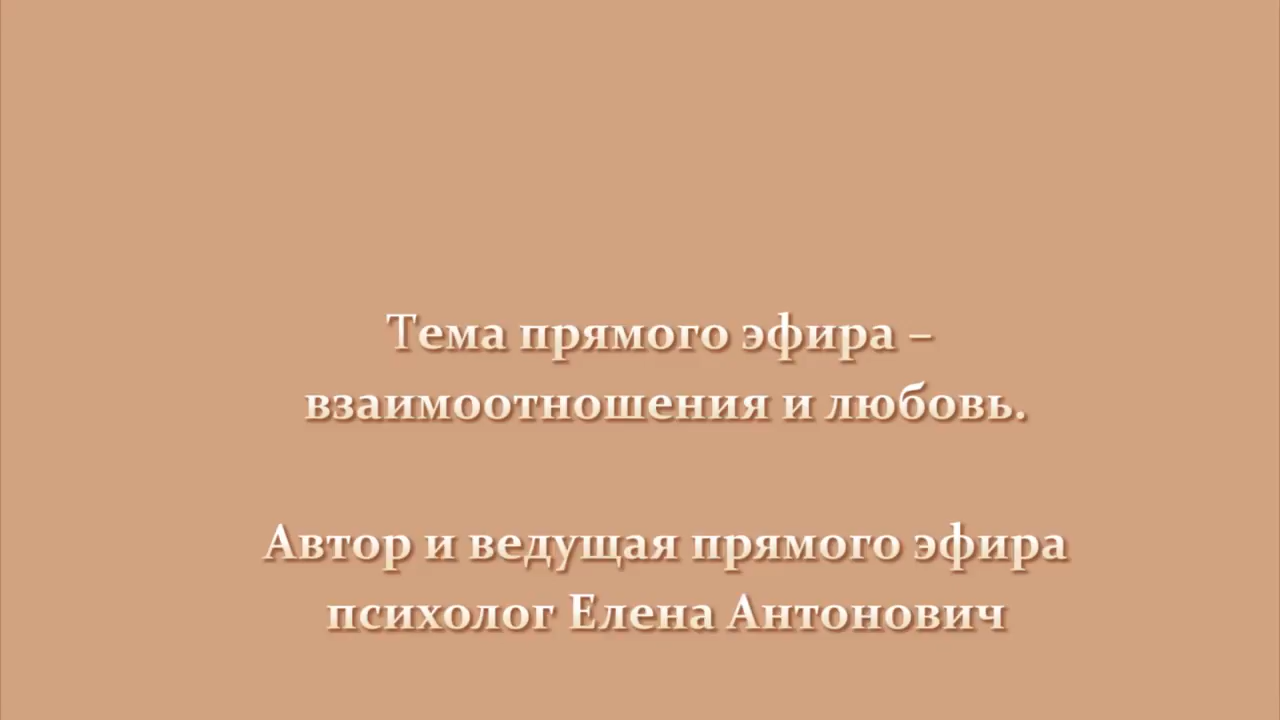 Тема прямого эфира –
взаимоотношения и любовь.
Автор и ведущая прямого эфира
психолог Елена Антонович